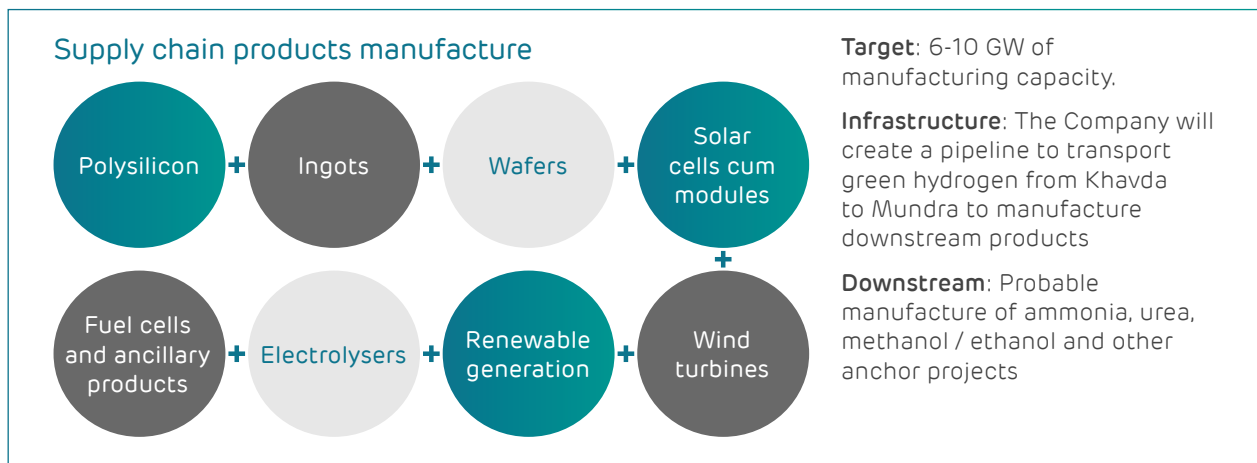 Supply chain products manufacture
Polysilicon
+
Ingots
+
Wafers
+
Solar
cells cum
modules
+
Fuel cells
and ancillary
products
+
Electrolysers
+
Renewable
generation
+
Wind
turbines
Target: 6-10 GW of
manufacturing capacity.
Infrastructure: The Company will
create a pipeline to transport
green hydrogen from Khavda
to Mundra to manufacture
downstream products
Downstream: Probable
manufacture of ammonia, urea,
methanol / ethanol and other
anchor projects